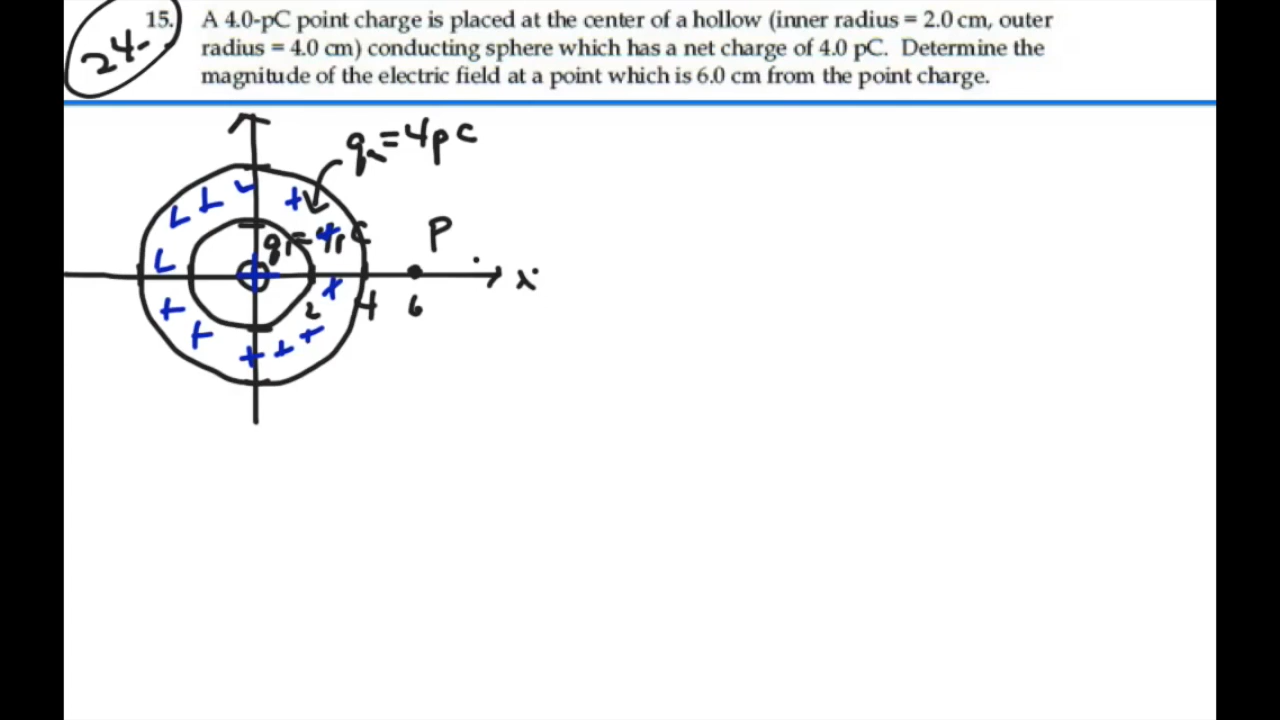 24-
15. A 4.0-pC point charge is placed at the center of a hollow (inner radius = 2.0 cm, outer
radius = 4.0 cm) conducting sphere which has a net charge of 4.0 pC. Determine the
magnitude of the electric field at a point which is 6.0 cm from the point charge.
=4pC
P
x
2 4 6